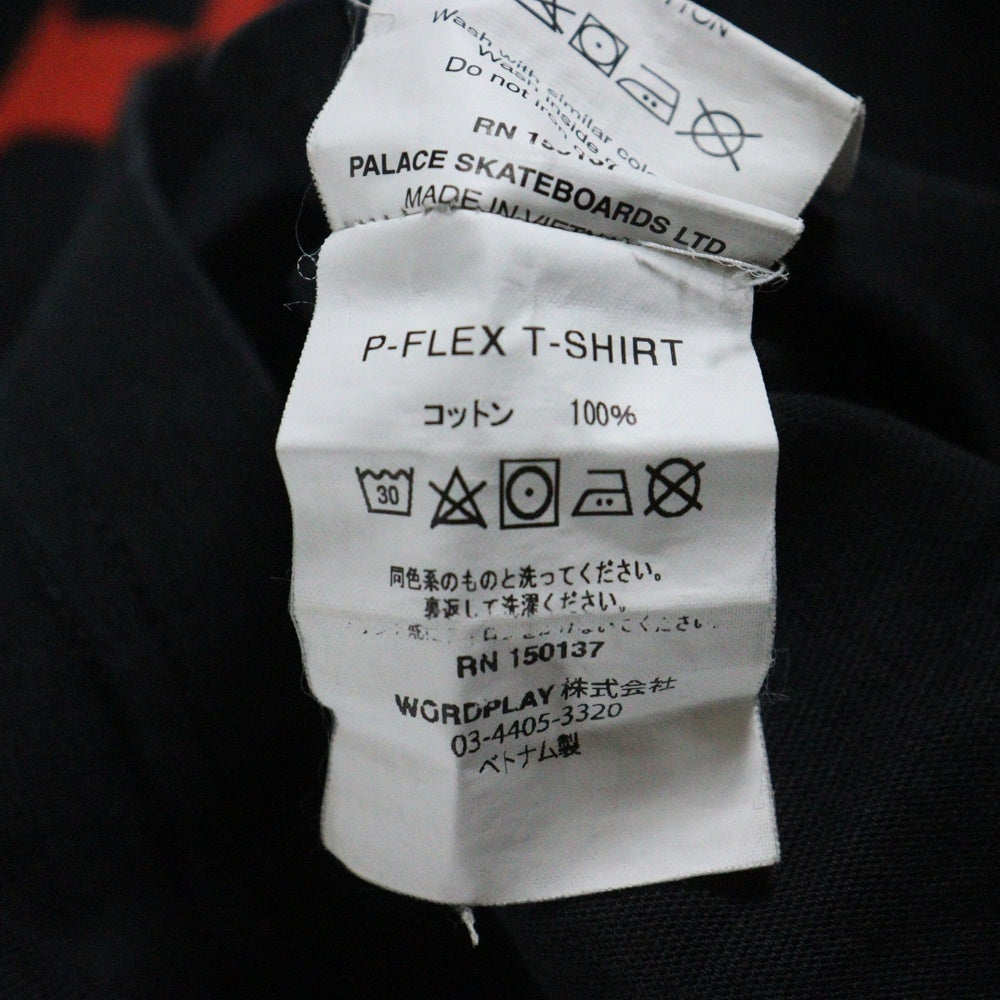 Wash with similar
Wash inside
Do not iron
RN 150137
PALACE SKATEBOARDS LTD
MADE IN VIETN
P-FLEX T-SHIRT
コットン 100%
30
同色系のものと洗ってください。
裏返して洗濯ください。
RN 150137
WORDPLAY 株式会社
03-4405-3320
ベトナム製